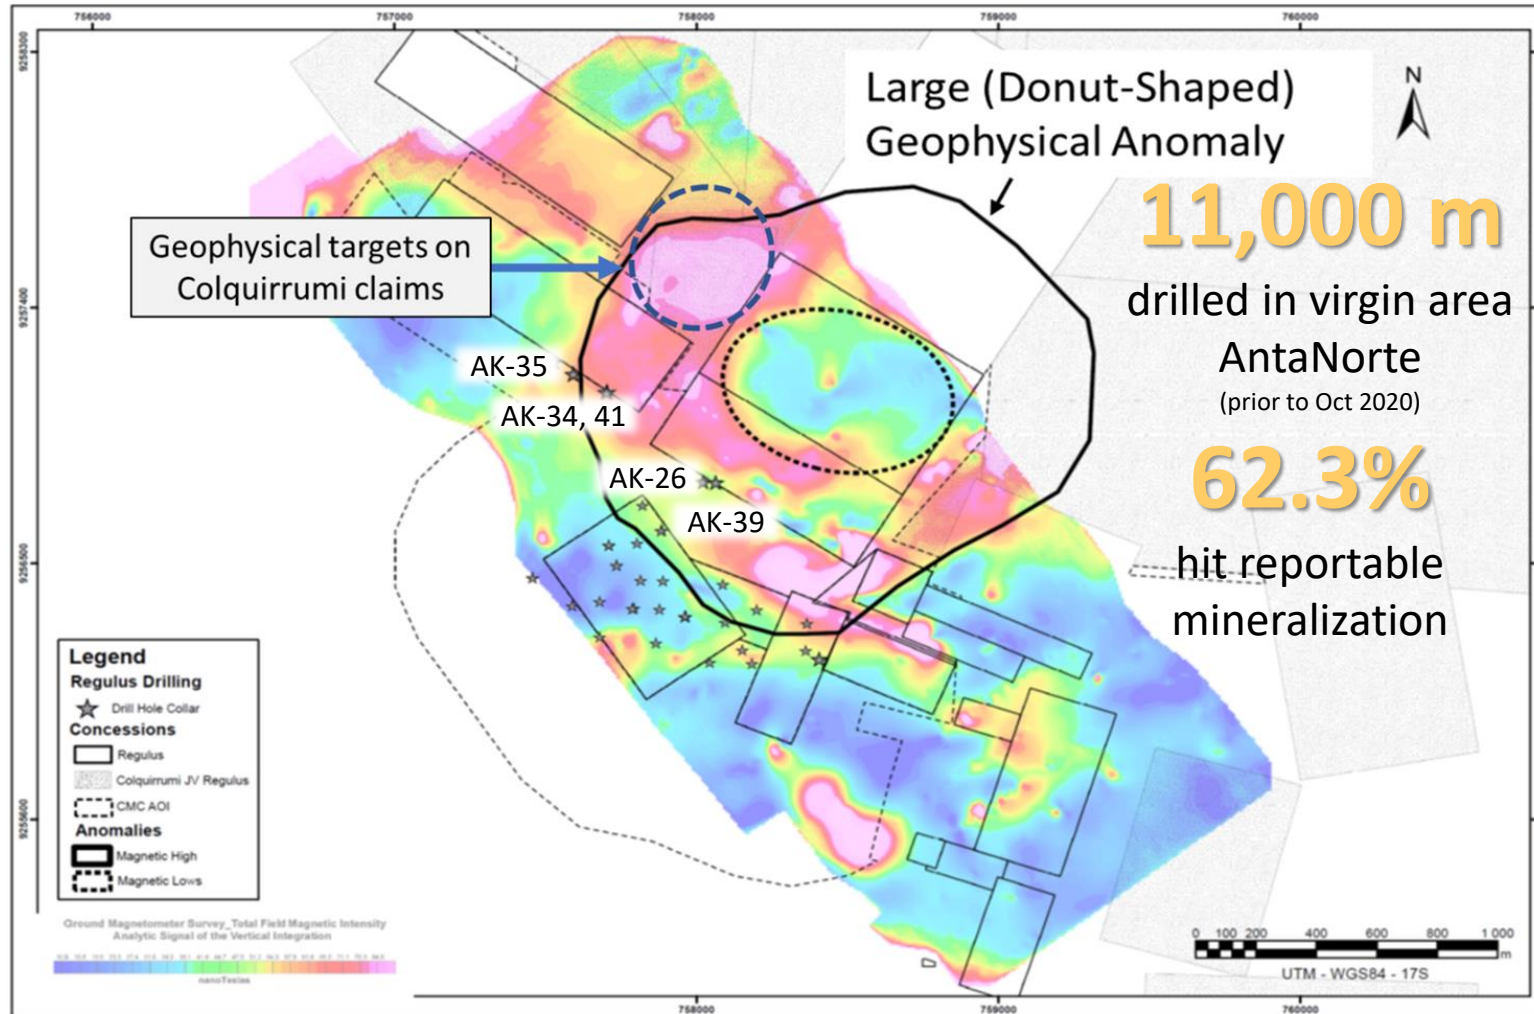 756000 757000 758000 759000 760000
9258300
9257400
9256500
Large (Donut-Shaped)
Geophysical Anomaly
N
11,000 m
drilled in virgin area
AntaNorte
(prior to Oct 2020)
62.3%
hit reportable
mineralization
Geophysical targets on
Colquirrumi claims
AK-35
AK-34, 41
AK-26
AK-39
Legend
Regulus Drilling
Drill Hole Collar
Concessions
Regulus
Colquirrumi JV Regulus
CMC AOI
Anomalies
Magnetic High
Magnetic Lows
Ground Magnetometer Survey_Total Field Magnetic Intensity
Analytic Signal of the Vertical Integration
nanoTeslas
0 100 200 400 600 800 1 000
m
UTM - WGS84 - 17S
758000 759000 760000